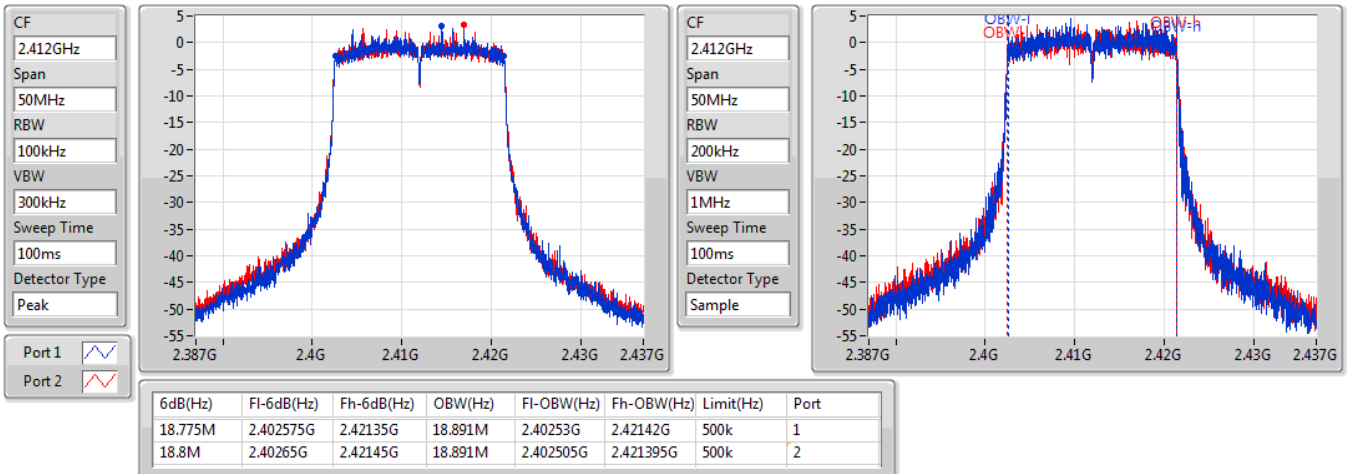 CF
2.412GHz
Span
50MHz
RBW
100kHz
VBW
300kHz
Sweep Time
100ms
Detector Type
Peak
Port 1
Port 2
5
0
-5
-10
-15
-20
-25
-30
-35
-40
-45
-50
-55
2.387G 2.4G 2.41G 2.42G 2.43G 2.437G
CF
2.412GHz
Span
50MHz
RBW
200kHz
VBW
1MHz
Sweep Time
100ms
Detector Type
Sample
OBW-l OBW-h
OBW-l OBW-h
5
0
-5
-10
-15
-20
-25
-30
-35
-40
-45
-50
-55
2.387G 2.4G 2.41G 2.42G 2.43G 2.437G
6dB(Hz) Fl-6dB(Hz) Fh-6dB(Hz) OBW(Hz) Fl-OBW(Hz) Fh-OBW(Hz) Limit(Hz) Port
18.775M 2.402575G 2.42135G 18.891M 2.40253G 2.42142G 500k 1
18.8M 2.40265G 2.42145G 18.891M 2.402505G 2.421395G 500k 2